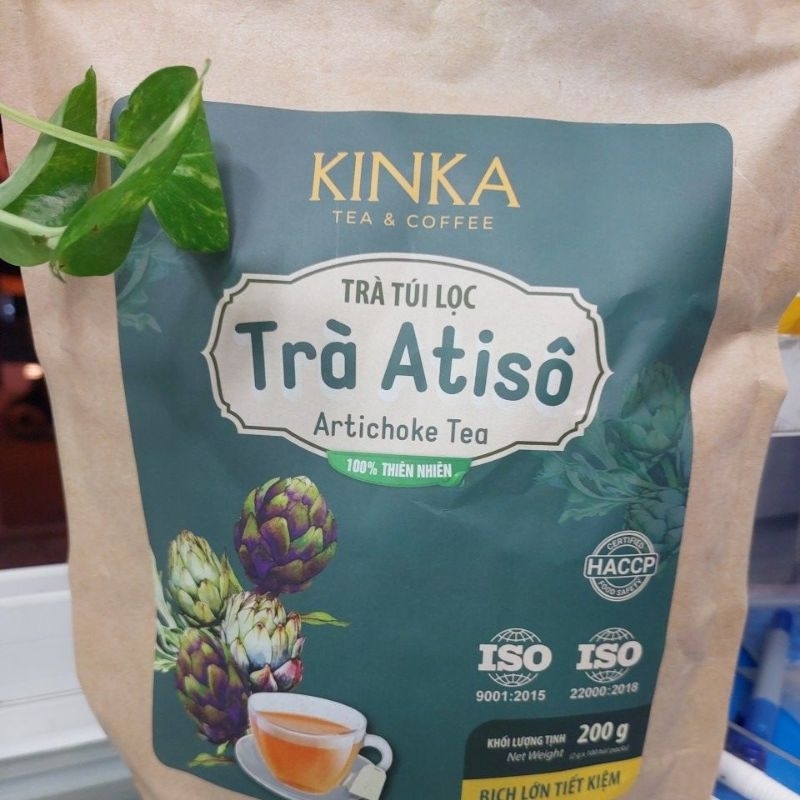 KINKA
TEA & COFFEE
TRÀ TÚI LỌC
Trà Atisô
Artichoke Tea
100% THIÊN NHIÊN
CERTIFIED
HACCP
FOOD SAFETY
ISO
9001:2015
ISO
22000:2018
KHỐI LƯỢNG TỊNH
Net Weight
200 g
BỊCH LỚN TIẾT KIỆM